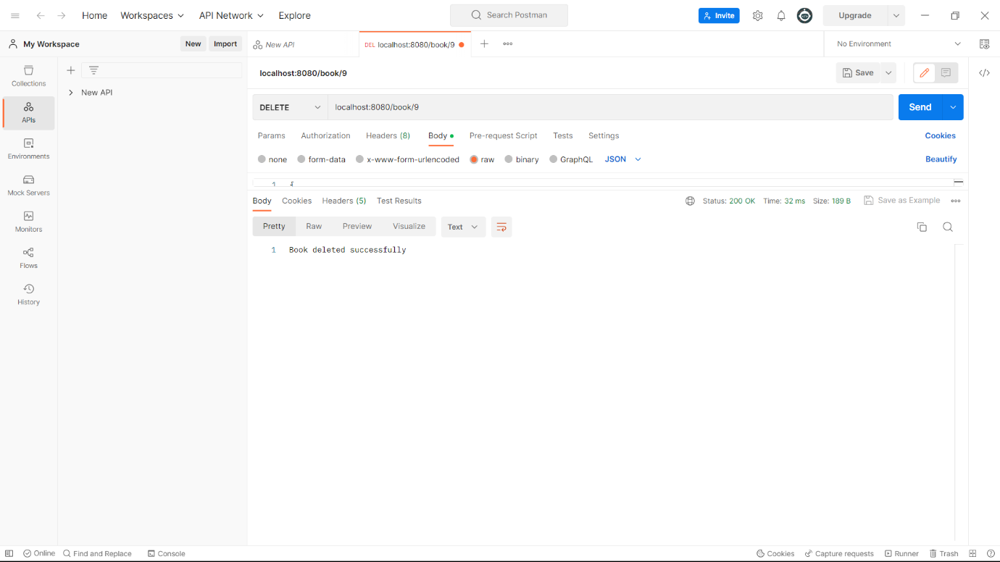 Home Workspaces API Network Explore Search Postman Invite Upgrade
My Workspace New Import New API DEL localhost:8080/book/9 No Environment
Collections
APIs
Environments
Mock Servers
Monitors
Flows
History
New API
localhost:8080/book/9 Save
DELETE localhost:8080/book/9 Send
Params Authorization Headers (8) Body Pre-request Script Tests Settings Cookies
none form-data x-www-form-urlencoded raw binary GraphQL JSON Beautify
1 {
Body Cookies Headers (5) Test Results Status: 200 OK Time: 32 ms Size: 189 B Save as Example
Pretty Raw Preview Visualize Text
1 Book deleted successfully
Online Find and Replace Console Cookies Capture requests Runner Trash